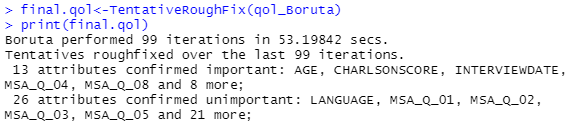 > final.qol<-TentativeRoughFix(qol_Boruta)
> print(final.qol)
Boruta performed 99 iterations in 53.19842 secs.
Tentatives roughfixed over the last 99 iterations.
 13 attributes confirmed important: AGE, CHARLSONSCORE, INTERVIEWDATE,
MSA_Q_04, MSA_Q_08 and 8 more;
 26 attributes confirmed unimportant: LANGUAGE, MSA_Q_01, MSA_Q_02,
MSA_Q_03, MSA_Q_05 and 21 more;